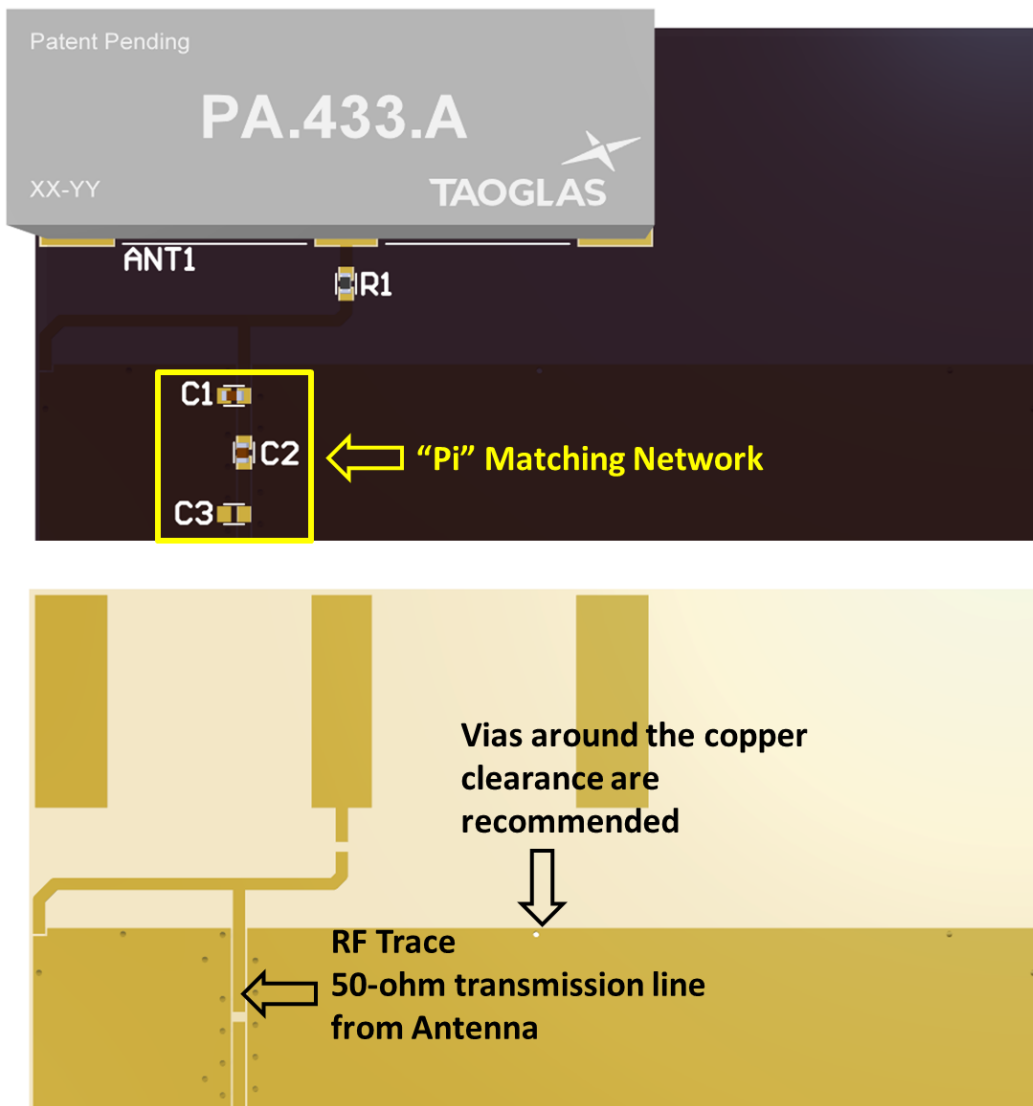 Patent Pending
PA.433.A
XX-YY
TAOGLAS
ANT1
R1
C1
C2
“Pi” Matching Network
C3
Vias around the copper
clearance are
recommended
RF Trace
50-ohm transmission line
from Antenna